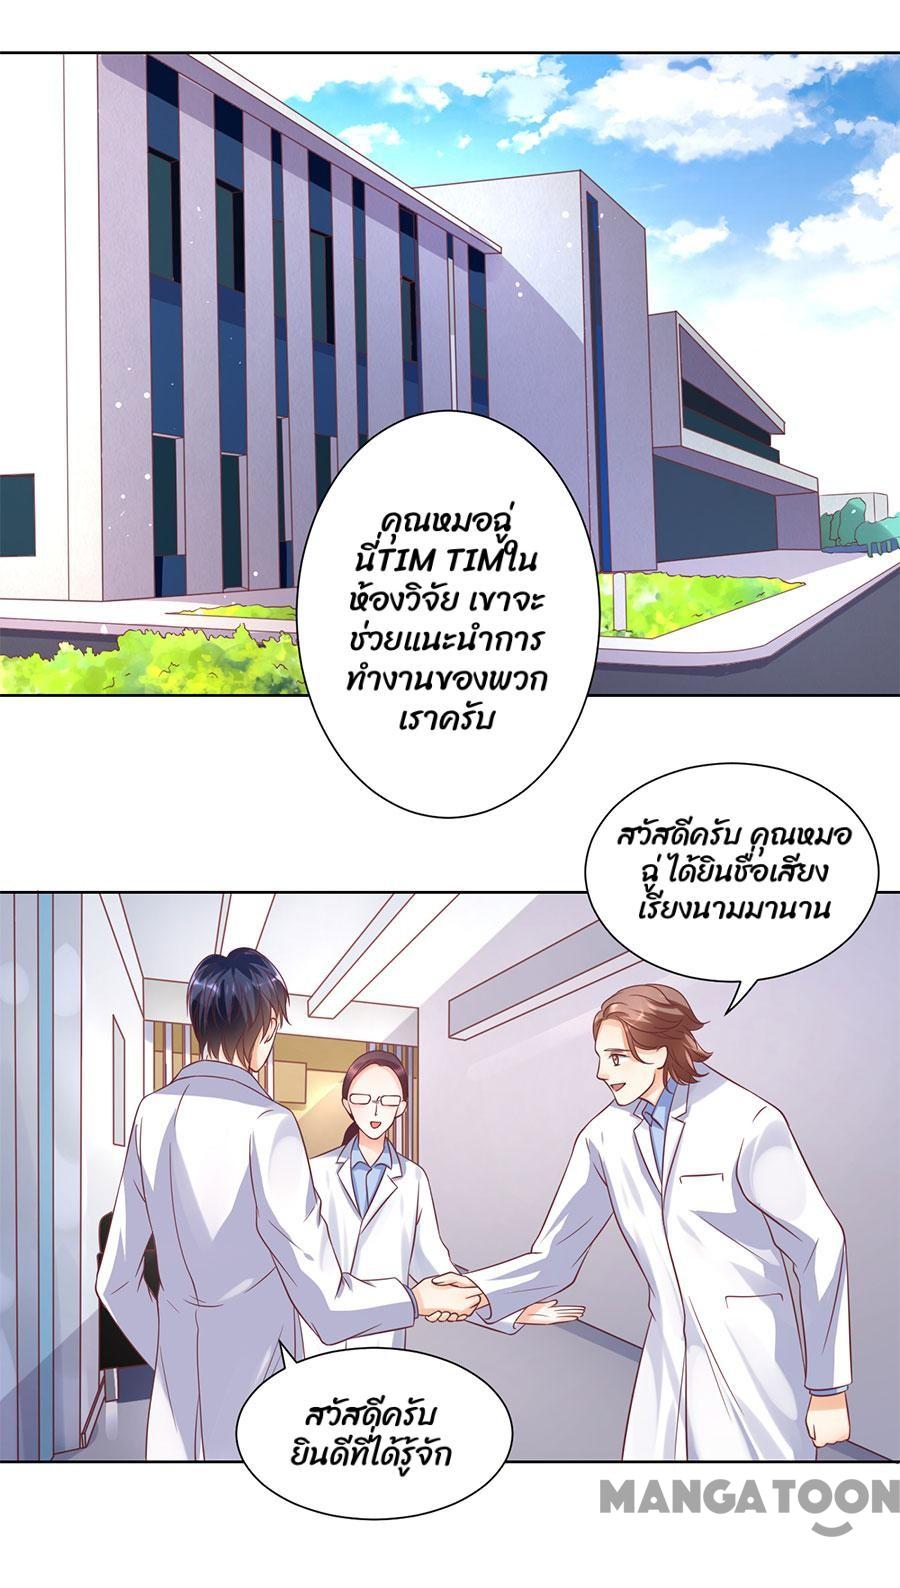 คุณหมอฉู่
นี่TIM TIMใน
ห้องวิจัย เขาจะ
ช่วยแนะนำการ
ทำงานของพวก
เราครับ
สวัสดีครับ คุณหมอ
ฉู่ ได้ยินชื่อเสียง
เรียงนามมานาน
สวัสดีครับ
ยินดีที่ได้รู้จัก
MANGATOON